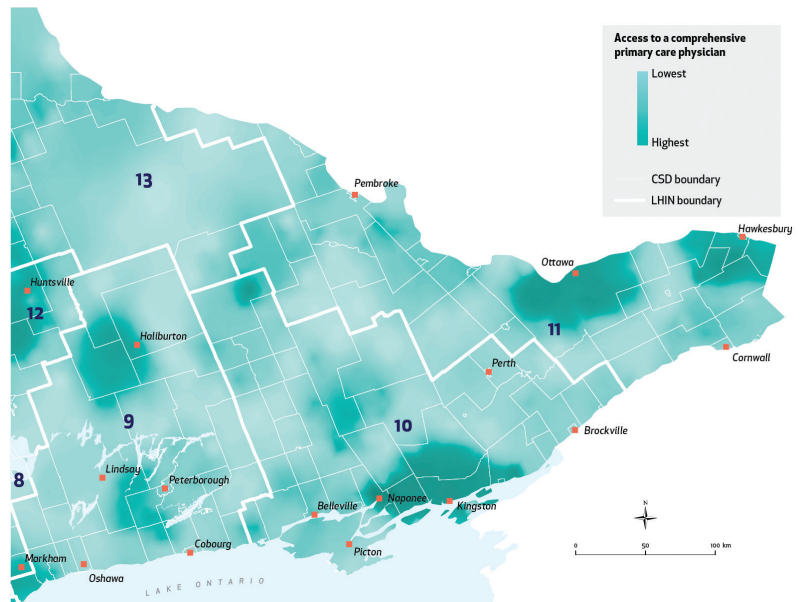 Access to a comprehensive
primary care physician
Lowest
Highest
CSD boundary
LHIN boundary
13
Pembroke
Hawkesbury
Ottawa
Huntsville
12
11
Haliburton
Cornwall
Perth
9
10
Brockville
8
Lindsay
Peterborough
Napanee
Kingston
Belleville
N
Picton
Cobourg
Markham
Oshawa
0 50 100 km
LAKE ONTARIO